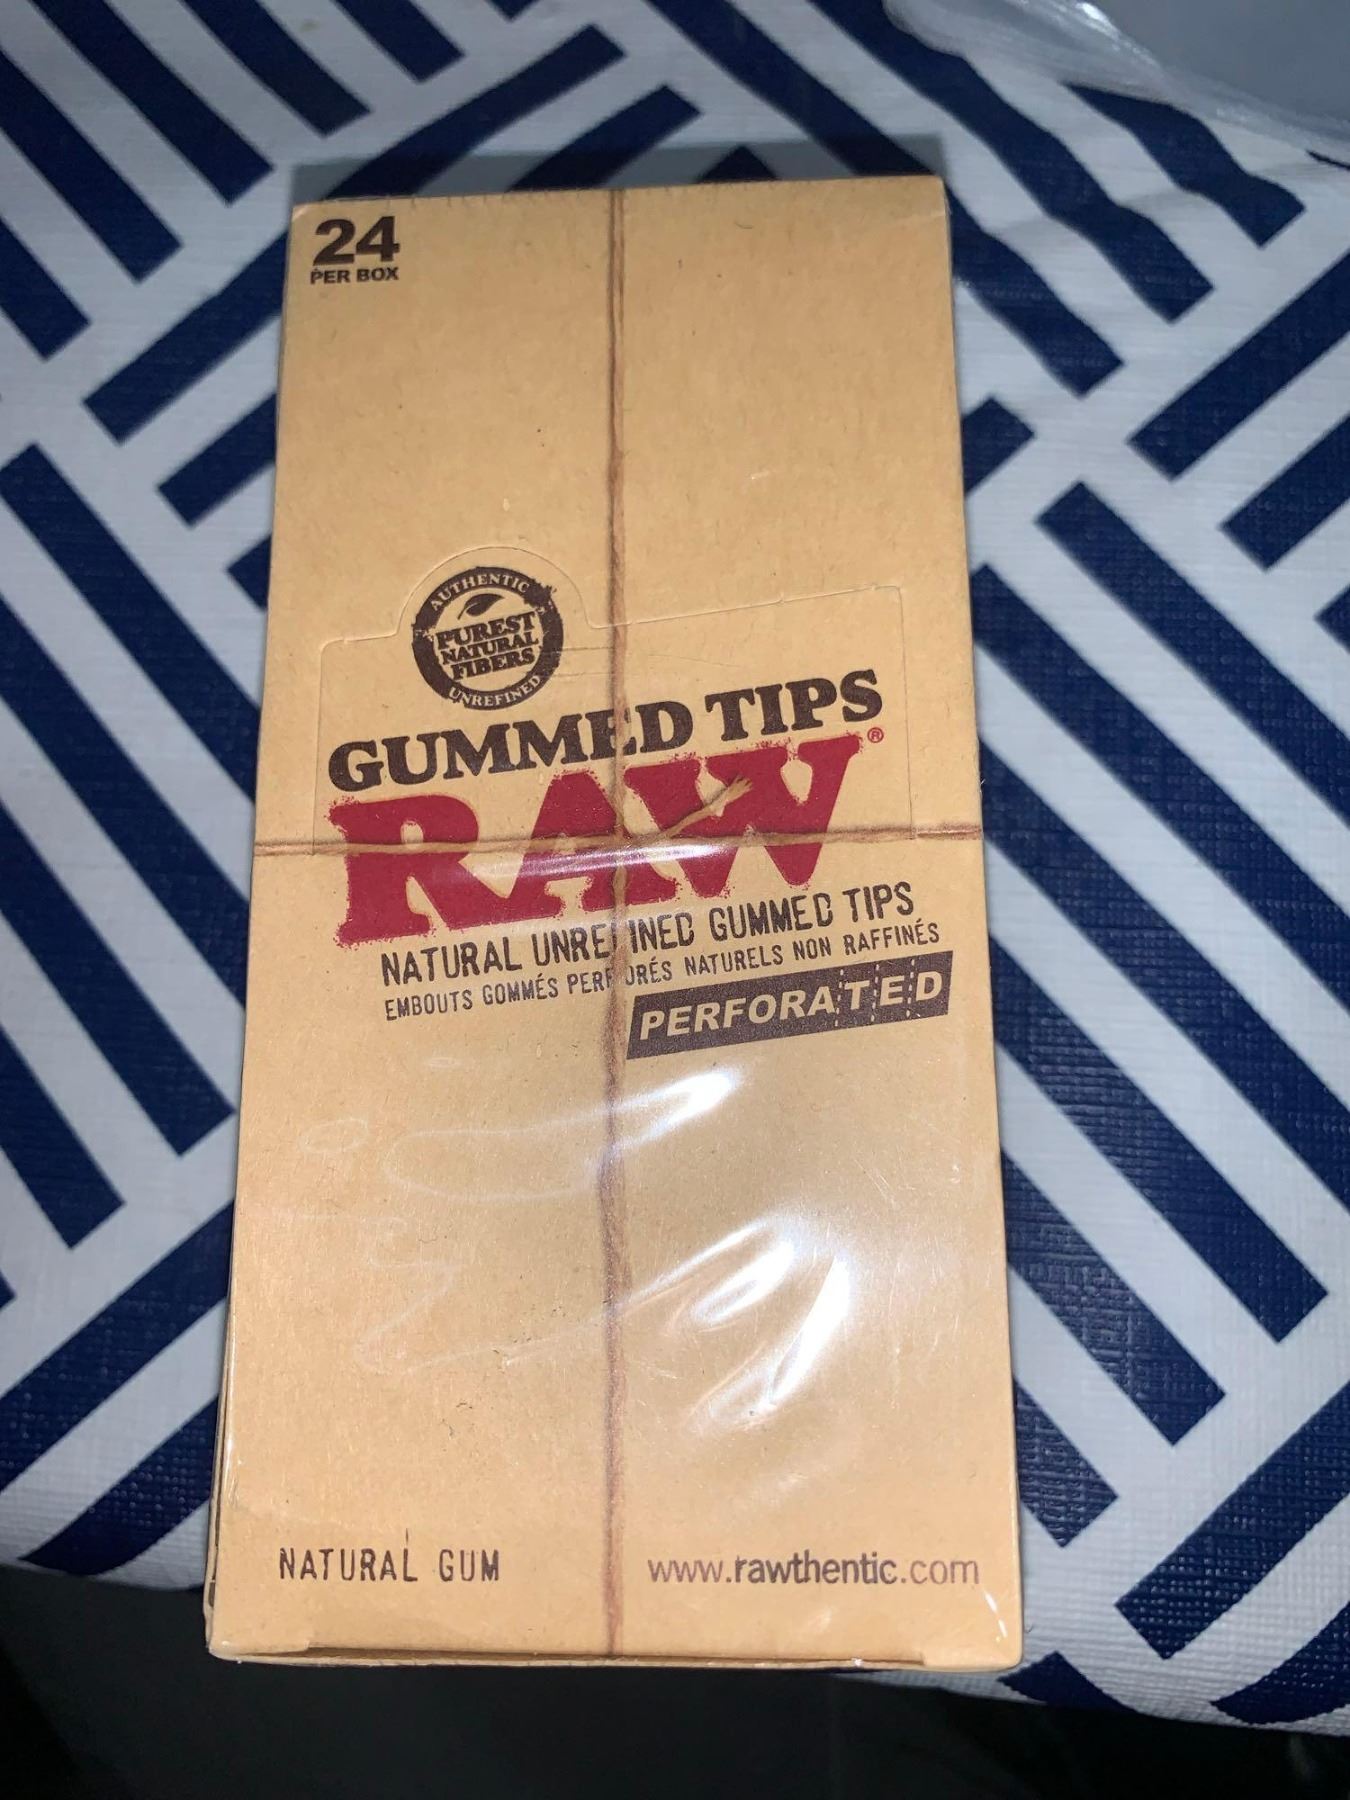 24
PER BOX
AUTHENTIC
PUREST
NATURAL
FIBERS
UNREFINED
GUMMED TIPS
RAW®
NATURAL UNREFINED GUMMED TIPS
EMBOUTS GOMMÉS PERFORÉS NATURELS NON RAFFINÉS
PERFORATED
NATURAL GUM
www.rawthentic.com